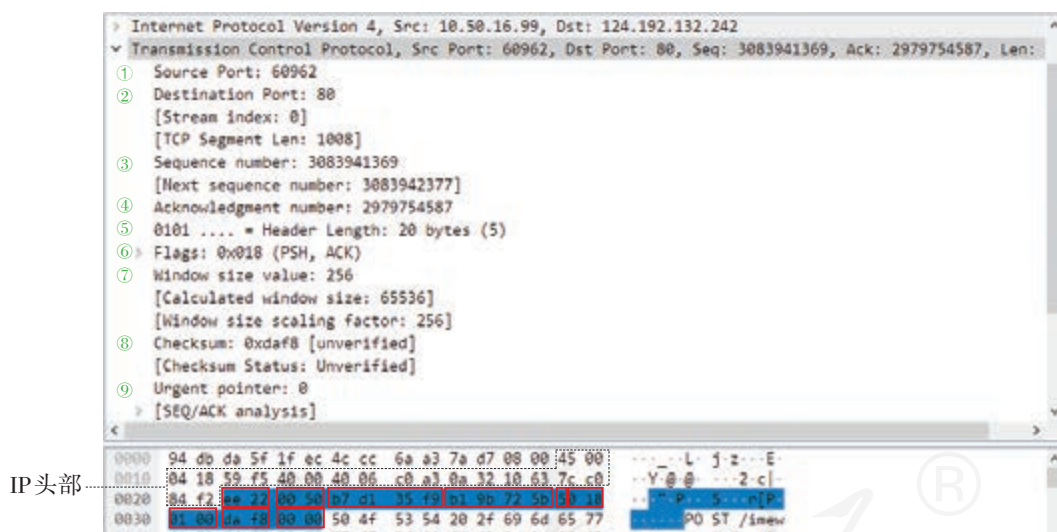 > Internet Protocol Version 4, Src: 10.50.16.99, Dst: 124.192.132.242
Transmission Control Protocol, Src Port: 60962, Dst Port: 80, Seq: 3083941369, Ack: 2979754587, Len:
① Source Port: 60962
② Destination Port: 80
[Stream index: 0]
[TCP Segment Len: 1008]
③ Sequence number: 3083941369
[Next sequence number: 3083942377]
④ Acknowledgment number: 2979754587
⑤ 0101 .... = Header Length: 20 bytes (5)
⑥ > Flags: 0x018 (PSH, ACK)
⑦ Window size value: 256
[Calculated window size: 65536]
[Window size scaling factor: 256]
⑧ Checksum: 0xdaf8 [unverified]
[Checksum Status: Unverified]
⑨ Urgent pointer: 0
> [SEQ/ACK analysis]
0000 94 db da 5f 1f ec 4c cc 6a a3 7a d7 08 00 45 00 ··· _··L· j·z···E·
IP头部 0010 04 18 59 f5 40 00 40 06 c0 a3 0a 32 10 63 7c c0 ··Y·@·@· ···2·c|·
0020 84 f2 ee 22 00 50 b7 d1 35 f9 b1 9b 72 5b 50 18 ···"·P·· 5···r[P·
0030 01 00 da f8 00 00 50 4f 53 54 20 2f 69 6d 65 77 ······PO ST /imew
®